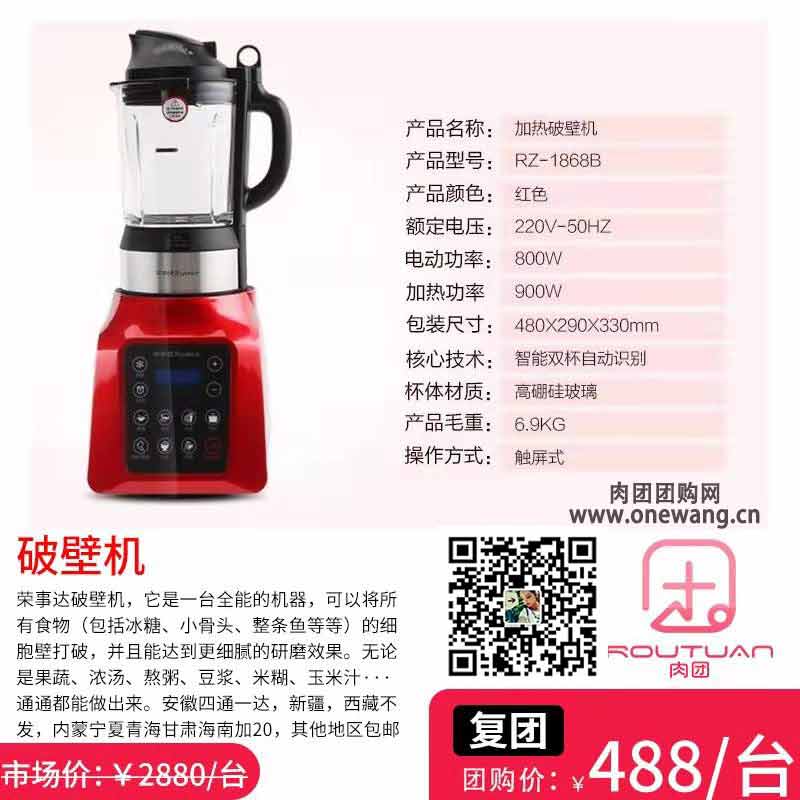 产品名称： 加热破壁机
产品型号： RZ-1868B
产品颜色： 红色
额定电压： 220V-50HZ
电动功率： 800W
加热功率 900W
包装尺寸： 480X290X330mm
核心技术： 智能双杯自动识别
杯体材质： 高硼硅玻璃
产品毛重： 6.9KG
操作方式： 触屏式
肉团团购网
www.onewang.cn
破壁机
荣事达破壁机，它是一台全能的机器，可以将所
有食物（包括冰糖、小骨头、整条鱼等等）的细
胞壁打破，并且能达到更细腻的研磨效果。无论
是果蔬、浓汤、熬粥、豆浆、米糊、玉米汁···
通通都能做出来。安徽四通一达，新疆，西藏不
发，内蒙宁夏青海甘肃海南加20，其他地区包邮
ROUTUAN
肉团
市场价：￥2880/台
复团
团购价：￥488/台